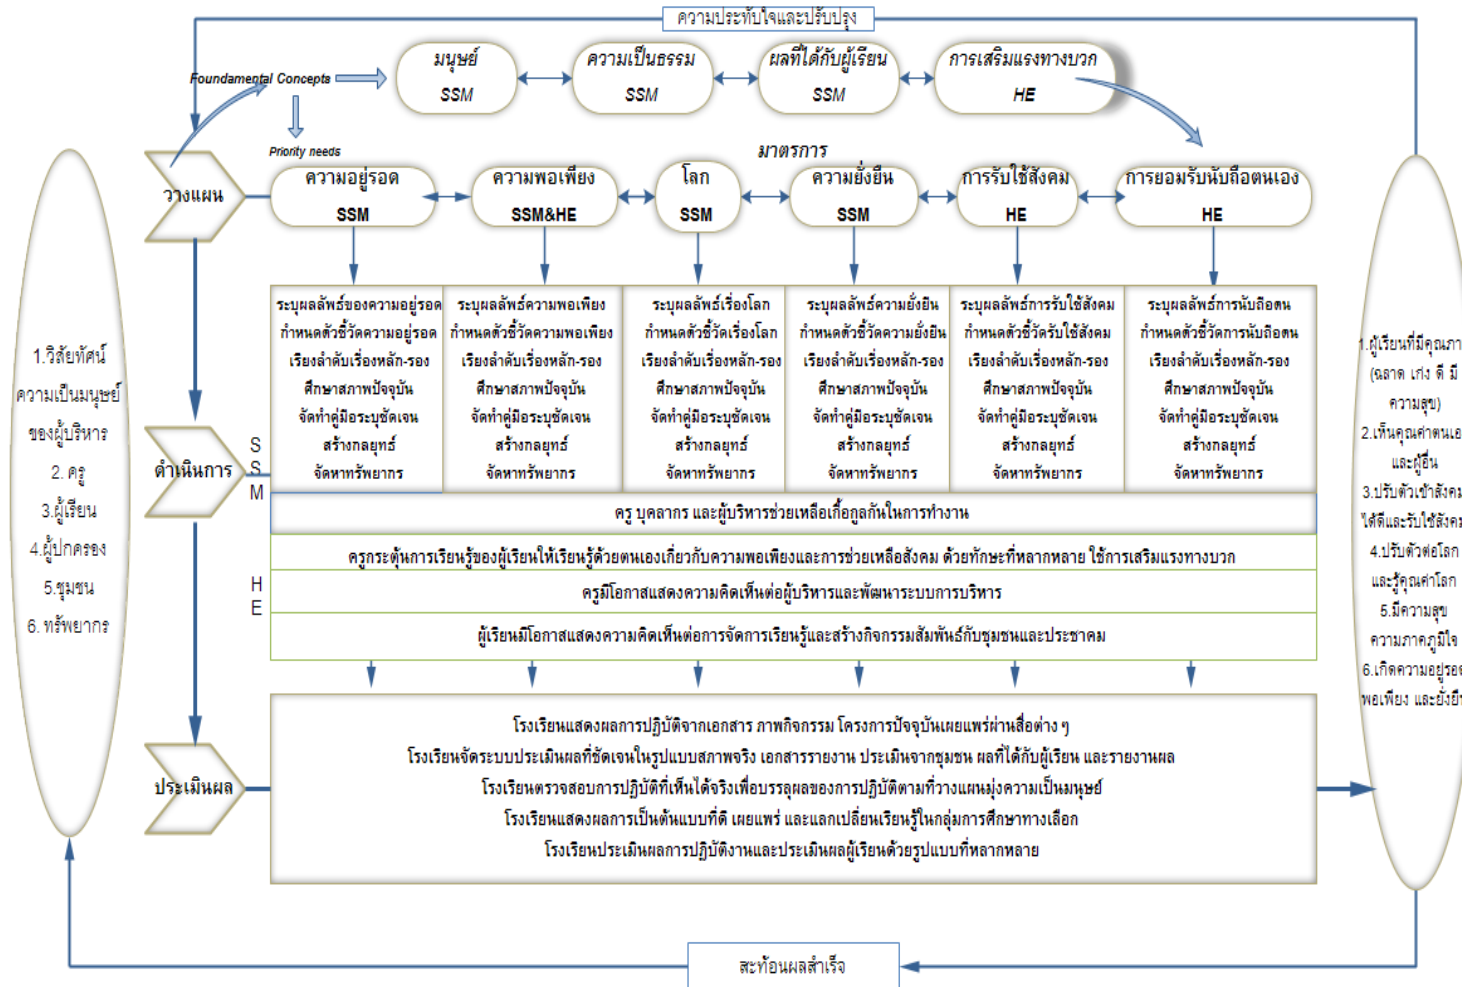 ความประทับใจและปรับปรุง
Foundamental Concepts
มนุษย์
SSM
ความเป็นธรรม
SSM
ผลที่ได้กับผู้เรียน
SSM
การเสริมแรงทางบวก
HE
Priority needs
มาตรการ
วางแผน
ความอยู่รอด
SSM
ความพอเพียง
SSM&HE
โลก
SSM
ความยั่งยืน
SSM
การรับใช้สังคม
HE
การยอมรับนับถือตนเอง
HE
1.วิสัยทัศน์
ความเป็นมนุษย์
ของผู้บริหาร
2. ครู
3.ผู้เรียน
4.ผู้ปกครอง
5.ชุมชน
6. ทรัพยากร
ดำเนินการ
S
S
M
ระบุผลลัพธ์ของความอยู่รอด
กำหนดตัวชี้วัดความอยู่รอด
เรียงลำดับเรื่องหลัก-รอง
ศึกษาสภาพปัจจุบัน
จัดทำคู่มือระบุชัดเจน
สร้างกลยุทธ์
จัดหาทรัพยากร
ระบุผลลัพธ์ความพอเพียง
กำหนดตัวชี้วัดความพอเพียง
เรียงลำดับเรื่องหลัก-รอง
ศึกษาสภาพปัจจุบัน
จัดทำคู่มือระบุชัดเจน
สร้างกลยุทธ์
จัดหาทรัพยากร
ระบุผลลัพธ์เรื่องโลก
กำหนดตัวชี้วัดเรื่องโลก
เรียงลำดับเรื่องหลัก-รอง
ศึกษาสภาพปัจจุบัน
จัดทำคู่มือระบุชัดเจน
สร้างกลยุทธ์
จัดหาทรัพยากร
ระบุผลลัพธ์ความยั่งยืน
กำหนดตัวชี้วัดความยั่งยืน
เรียงลำดับเรื่องหลัก-รอง
ศึกษาสภาพปัจจุบัน
จัดทำคู่มือระบุชัดเจน
สร้างกลยุทธ์
จัดหาทรัพยากร
ระบุผลลัพธ์การรับใช้สังคม
กำหนดตัวชี้วัดรับใช้สังคม
เรียงลำดับเรื่องหลัก-รอง
ศึกษาสภาพปัจจุบัน
จัดทำคู่มือระบุชัดเจน
สร้างกลยุทธ์
จัดหาทรัพยากร
ระบุผลลัพธ์การนับถือตน
กำหนดตัวชี้วัดการนับถือตน
เรียงลำดับเรื่องหลัก-รอง
ศึกษาสภาพปัจจุบัน
จัดทำคู่มือระบุชัดเจน
สร้างกลยุทธ์
จัดหาทรัพยากร
ครู บุคลากร และผู้บริหารช่วยเหลือเกื้อกูลกันในการทำงาน
H
E
ครูกระตุ้นการเรียนรู้ของผู้เรียนให้เรียนรู้ด้วยตนเองเกี่ยวกับความพอเพียงและการช่วยเหลือสังคม ด้วยทักษะที่หลากหลาย ใช้การเสริมแรงทางบวก
ครูมีโอกาสแสดงความคิดเห็นต่อผู้บริหารและพัฒนาระบบการบริหาร
ผู้เรียนมีโอกาสแสดงความคิดเห็นต่อการจัดการเรียนรู้และสร้างกิจกรรมสัมพันธ์กับชุมชนและประชาคม
ประเมินผล
โรงเรียนแสดงผลการปฏิบัติจากเอกสาร ภาพกิจกรรม โครงการปัจจุบันเผยแพร่ผ่านสื่อต่าง ๆ
โรงเรียนจัดระบบประเมินผลที่ชัดเจนในรูปแบบสภาพจริง เอกสารรายงาน ประเมินจากชุมชน ผลที่ได้กับผู้เรียน และรายงานผล
โรงเรียนตรวจสอบการปฏิบัติที่เห็นได้จริงเพื่อบรรลุผลของการปฏิบัติตามที่วางแผนมุ่งความเป็นมนุษย์
โรงเรียนแสดงผลการเป็นต้นแบบที่ดี เผยแพร่ และแลกเปลี่ยนเรียนรู้ในกลุ่มการศึกษาทางเลือก
โรงเรียนประเมินผลการปฏิบัติงานและประเมินผลผู้เรียนด้วยรูปแบบที่หลากหลาย
1.ผู้เรียนที่มีคุณภา
(ฉลาด เก่ง ดี มี
ความสุข)
2.เห็นคุณค่าตนเอ
และผู้อื่น
3.ปรับตัวเข้าสังคม
ได้ดีและรับใช้สังคม
4.ปรับตัวต่อโลก
และรู้คุณค่าโลก
5.มีความสุข
ความภาคภูมิใจ
6.เกิดความอยู่รอด
พอเพียง และยั่งยืน
สะท้อนผลสำเร็จ